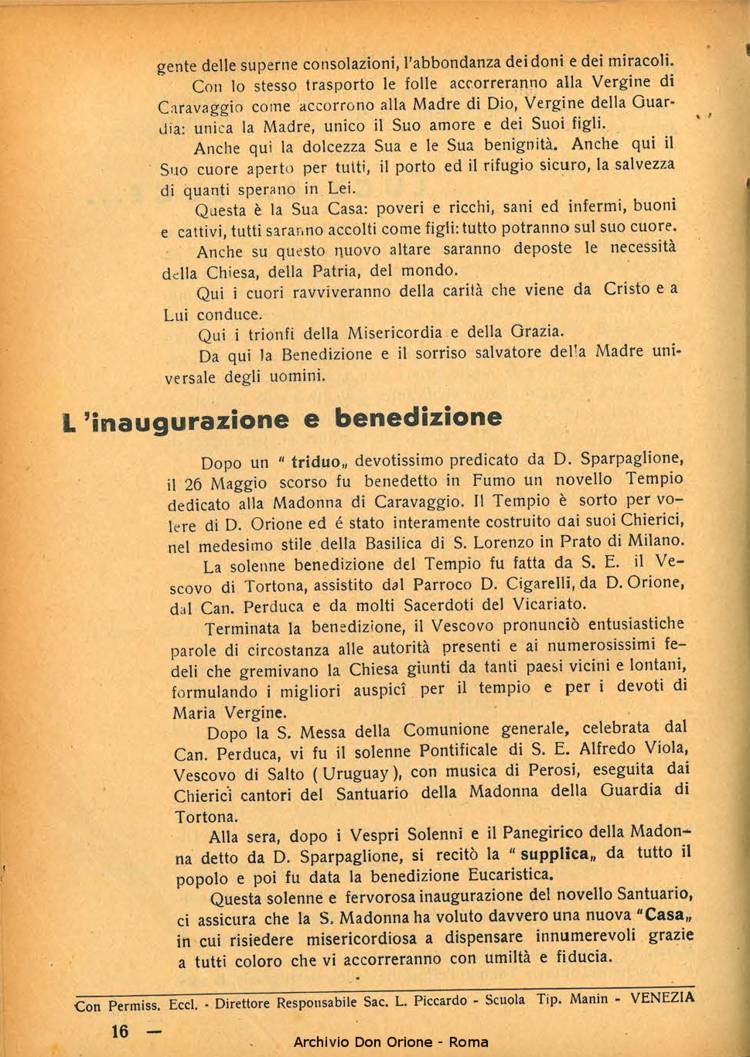 gente delle superne consolazioni, l'abbondanza dei doni e dei miracoli.
Con lo stesso trasporto le folle accorreranno alla Vergine di
Caravaggio come accorrono alla Madre di Dio, Vergine della Guar-
dia: unica la Madre, unico il Suo amore e dei Suoi figli.
Anche qui la dolcezza Sua e le Sua benignità. Anche qui il
Suo cuore aperto per tutti, il porto ed il rifugio sicuro, la salvezza
di quanti sperano in Lei.
Questa è la Sua Casa: poveri e ricchi, sani ed infermi, buoni
e cattivi, tutti saranno accolti come figli: tutto potranno sul suo cuore.
Anche su questo nuovo altare saranno deposte le necessità
della Chiesa, della Patria, del mondo.
Qui i cuori ravviveranno della carità che viene da Cristo e a
Lui conduce.
Qui i trionfi della Misericordia e della Grazia.
Da qui la Benedizione e il sorriso salvatore della Madre uni-
versale degli uomini.
L'inaugurazione e benedizione
Dopo un " triduo„ devotissimo predicato da D. Sparpaglione,
il 26 Maggio scorso fu benedetto in Fumo un novello Tempio
dedicato alla Madonna di Caravaggio. Il Tempio è sorto per vo-
lere di D. Orione ed é stato interamente costruito dai suoi Chierici,
nel medesimo stile della Basilica di S. Lorenzo in Prato di Milano.
La solenne benedizione del Tempio fu fatta da S. E. il Ve-
scovo di Tortona, assistito dal Parroco D. Cigarelli, da D. Orione,
dal Can. Perduca e da molti Sacerdoti del Vicariato.
Terminata la benedizione, il Vescovo pronunciò entusiastiche
parole di circostanza alle autorità presenti e ai numerosissimi fe-
deli che gremivano la Chiesa giunti da tanti paesi vicini e lontani,
formulando i migliori auspicî per il tempio e per i devoti di
Maria Vergine.
Dopo la S. Messa della Comunione generale, celebrata dal
Can. Perduca, vi fu il solenne Pontificale di S. E. Alfredo Viola,
Vescovo di Salto ( Uruguay ), con musica di Perosi, eseguita dai
Chierici cantori del Santuario della Madonna della Guardia di
Tortona.
Alla sera, dopo i Vespri Solenni e il Panegirico della Madon-
na detto da D. Sparpaglione, si recitò la " supplica„ da tutto il
popolo e poi fu data la benedizione Eucaristica.
Questa solenne e fervorosa inaugurazione del novello Santuario,
ci assicura che la S. Madonna ha voluto davvero una nuova "Casa„
in cui risiedere misericordiosa a dispensare innumerevoli grazie
a tutti coloro che vi accorreranno con umiltà e fiducia.
Con Permiss. Eccl. - Direttore Responsabile Sac. L. Piccardo - Scuola Tip. Manin - VENEZIA
16 —
Archivio Don Orione - Roma